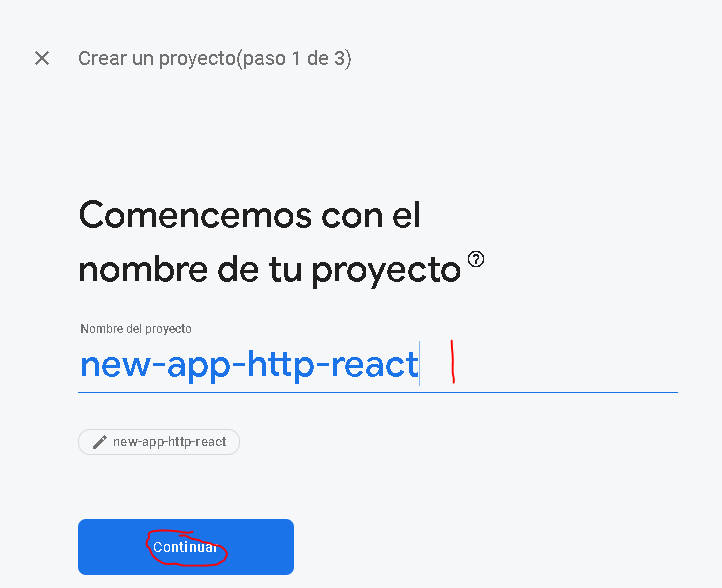 Crear un proyecto(paso 1 de 3)
Comencemos con el
nombre de tu proyecto
Nombre del proyecto
new-app-http-react
new-app-http-react
Continuar